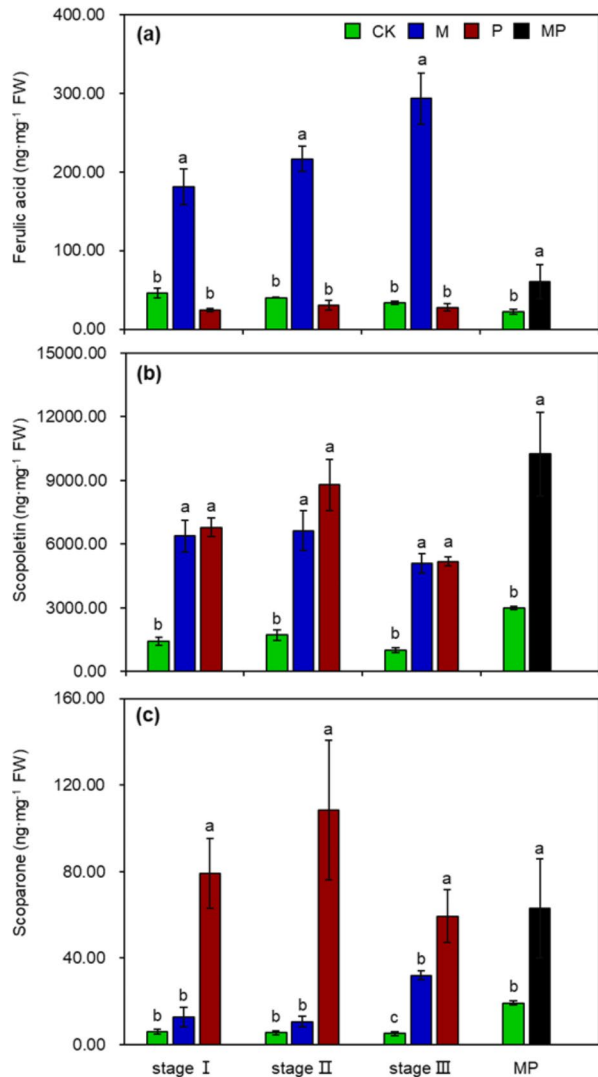 400.00
(a)
CK M P MP
300.00
200.00
100.00
0.00
Ferulic acid (ng·mg⁻¹ FW)
b a b b a b b a b b a
15000.00
(b)
12000.00
9000.00
6000.00
3000.00
0.00
Scopoletin (ng·mg⁻¹ FW)
b a a b a a b a a b a
160.00
(c)
120.00
80.00
40.00
0.00
Scoparone (ng·mg⁻¹ FW)
b b a b b a c b a b a
stage Ⅰ stage Ⅱ stage Ⅲ MP